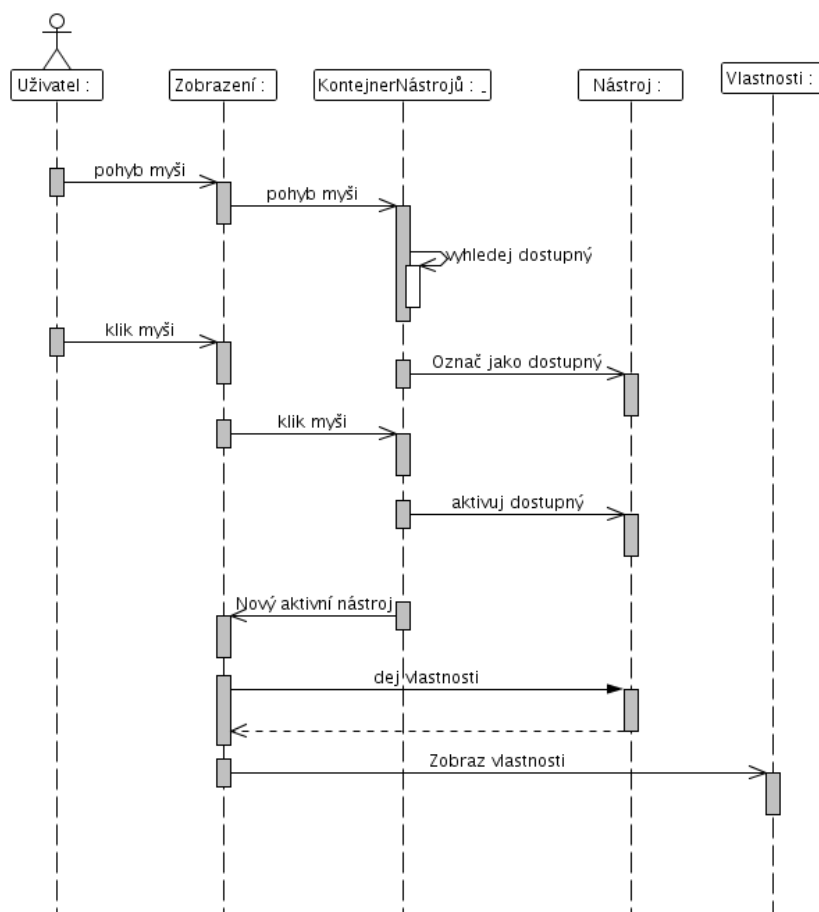 Uživatel :
Zobrazení :
KontejnerNástrojů : _
Nástroj :
Vlastnosti :
pohyb myši
pohyb myši
vyhledej dostupný
klik myši
Označ jako dostupný
klik myši
aktivuj dostupný
Nový aktivní nástroj
dej vlastnosti
Zobraz vlastnosti